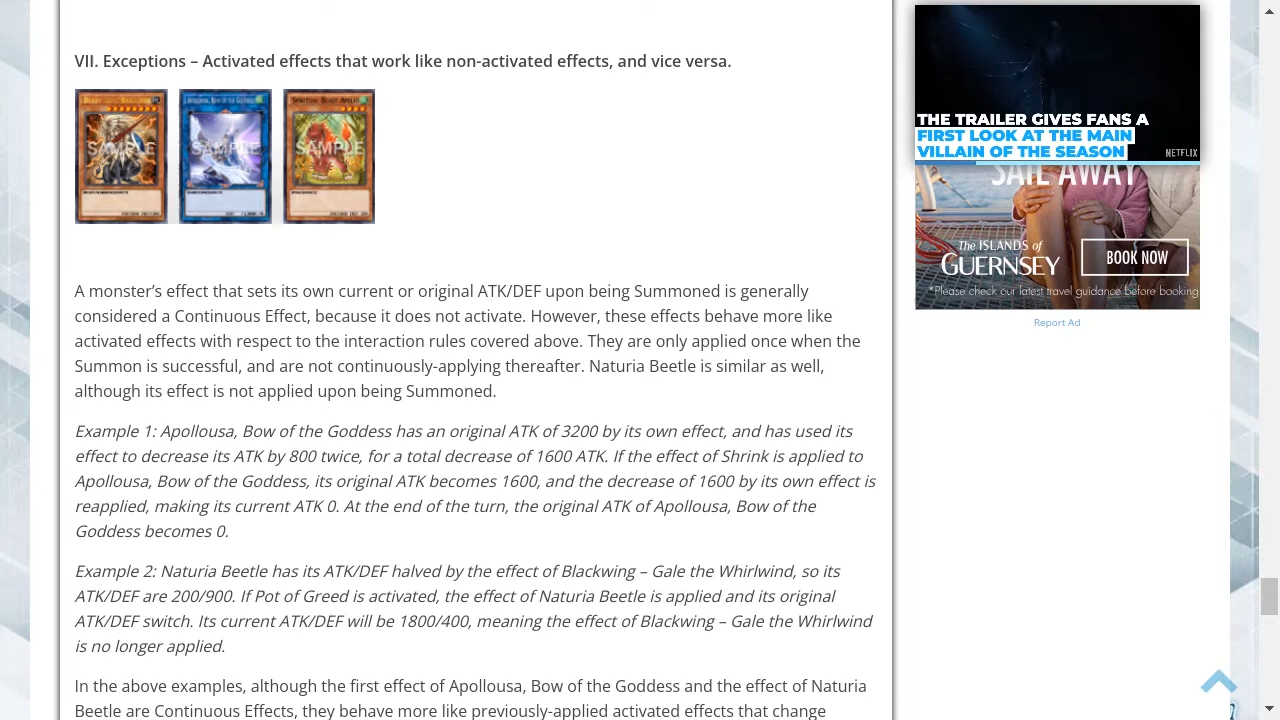 VII. Exceptions – Activated effects that work like non-activated effects, and vice versa.
SAMPLE
SAMPLE
SAMPLE
A monster's effect that sets its own current or original ATK/DEF upon being Summoned is generally
considered a Continuous Effect, because it does not activate. However, these effects behave more like
activated effects with respect to the interaction rules covered above. They are only applied once when the
Summon is successful, and are not continuously-applying thereafter. Naturia Beetle is similar as well,
although its effect is not applied upon being Summoned.
Example 1: Apollousa, Bow of the Goddess has an original ATK of 3200 by its own effect, and has used its
effect to decrease its ATK by 800 twice, for a total decrease of 1600 ATK. If the effect of Shrink is applied to
Apollousa, Bow of the Goddess, its original ATK becomes 1600, and the decrease of 1600 by its own effect is
reapplied, making its current ATK 0. At the end of the turn, the original ATK of Apollousa, Bow of the
Goddess becomes 0.
Example 2: Naturia Beetle has its ATK/DEF halved by the effect of Blackwing – Gale the Whirlwind, so its
ATK/DEF are 200/900. If Pot of Greed is activated, the effect of Naturia Beetle is applied and its original
ATK/DEF switch. Its current ATK/DEF will be 1800/400, meaning the effect of Blackwing – Gale the Whirlwind
is no longer applied.
In the above examples, although the first effect of Apollousa, Bow of the Goddess and the effect of Naturia
Beetle are Continuous Effects, they behave more like previously-applied activated effects that change
THE TRAILER GIVES FANS A
FIRST LOOK AT THE MAIN
VILLAIN OF THE SEASON
NETFLIX
SAIL AWAY
The ISLANDS of
GUERNSEY
BOOK NOW
*Please check our latest travel guidance before booking
Report Ad